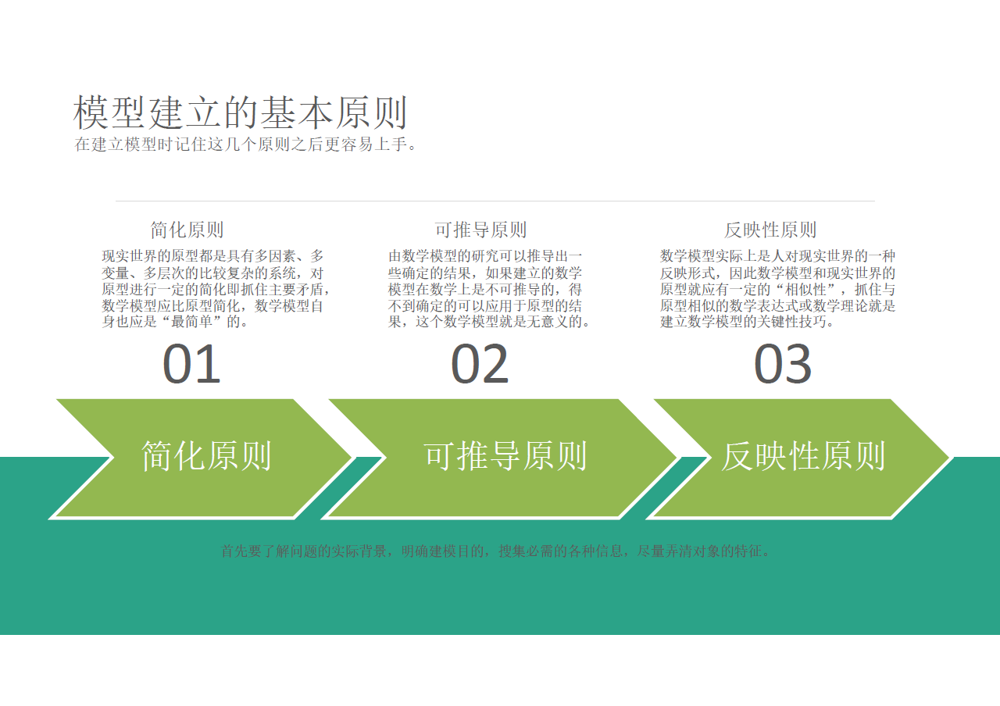 模型建立的基本原则
在建立模型时记住这几个原则之后更容易上手。
简化原则
现实世界的原型都是具有多因素、多
变量、多层次的比较复杂的系统，对
原型进行一定的简化即抓住主要矛盾，
数学模型应比原型简化，数学模型自
身也应是“最简单”的。
01
可推导原则
由数学模型的研究可以推导出一
些确定的结果，如果建立的数学
模型在数学上是不可推导的，得
不到确定的可以应用于原型的结
果，这个数学模型就是无意义的。
02
反映性原则
数学模型实际上是人对现实世界的一种
反映形式，因此数学模型和现实世界的
原型就应有一定的“相似性”，抓住与
原型相似的数学表达式或数学理论就是
建立数学模型的关键性技巧。
03
简化原则
可推导原则
反映性原则
首先要了解问题的实际背景，明确建模目的，搜集必需的各种信息，尽量弄清对象的特征。